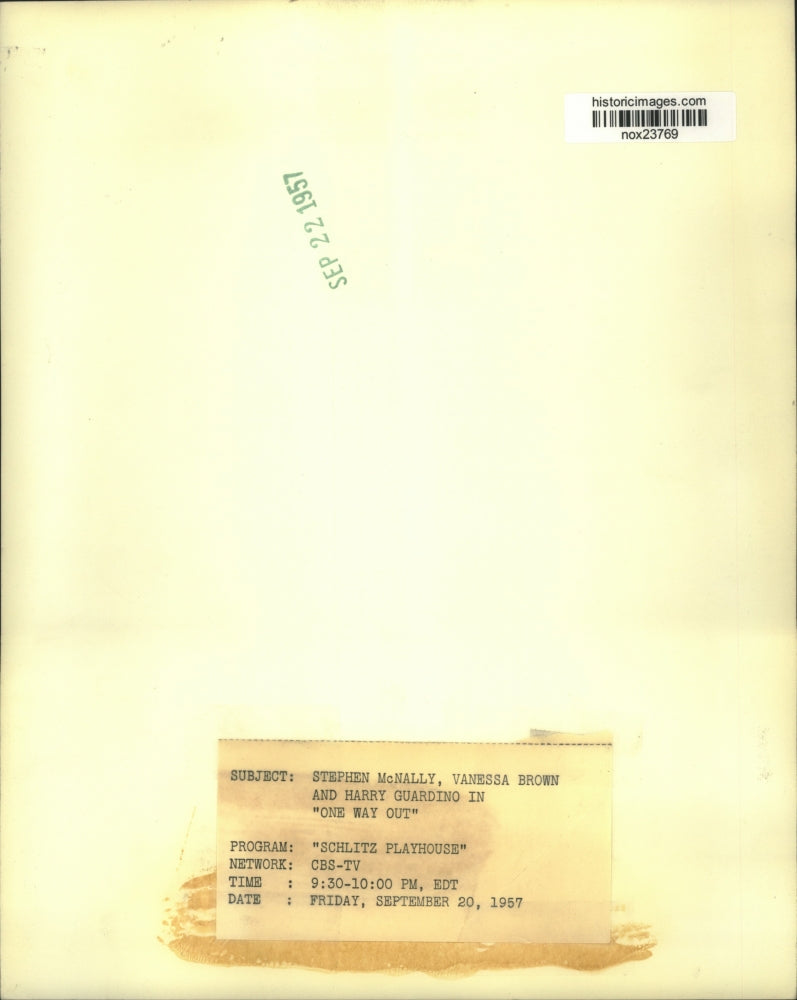 historicimages.com
nox23769
SEP 22 1957
SUBJECT: STEPHEN McNALLY, VANESSA BROWN
AND HARRY GUARDINO IN
"ONE WAY OUT"
PROGRAM: "SCHLITZ PLAYHOUSE"
NETWORK: CBS-TV
TIME : 9:30-10:00 PM, EDT
DATE : FRIDAY, SEPTEMBER 20, 1957